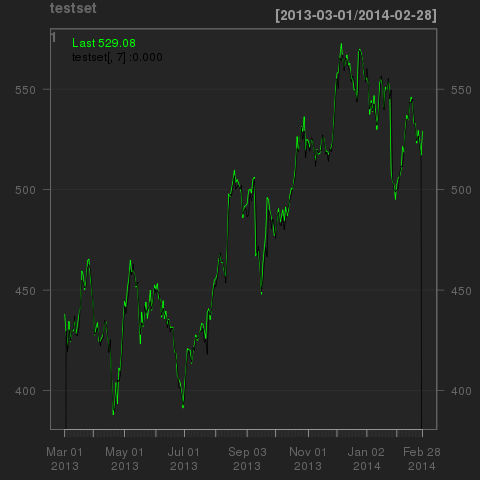 testset
[2013-03-01/2014-02-28]
1
Last 529.08
testset[, 7] :0.000
550
550
500
500
450
450
400
400
Mar 01 May 01 Jul 01 Sep 03 Nov 01 Jan 02 Feb 28
2013 2013 2013 2013 2013 2014 2014